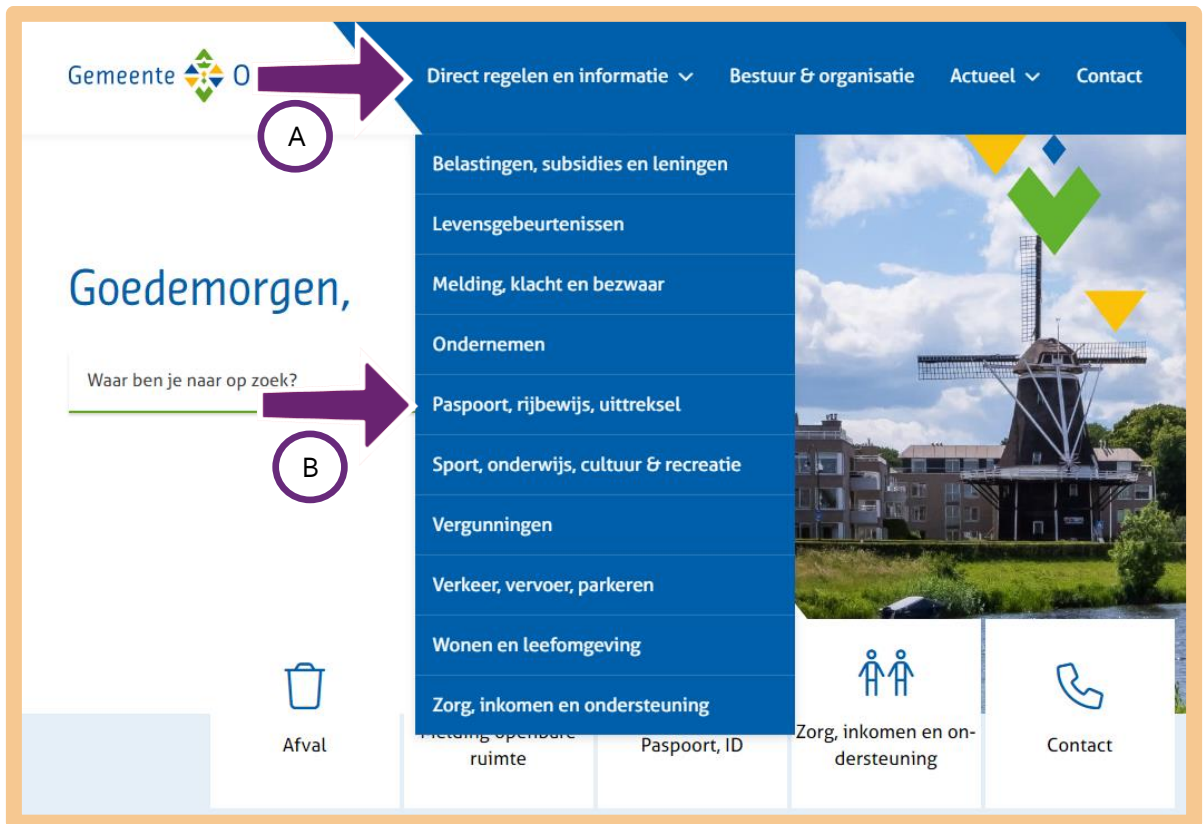 Gemeente O
Direct regelen en informatie
Bestuur & organisatie
Actueel
Contact
A
Belastingen, subsidies en leningen
Levensgebeurtenissen
Melding, klacht en bezwaar
Ondernemen
Paspoort, rijbewijs, uittreksel
Sport, onderwijs, cultuur & recreatie
Vergunningen
Verkeer, vervoer, parkeren
Wonen en leefomgeving
Zorg, inkomen en ondersteuning
Goedemorgen,
Waar ben je naar op zoek?
B
Afval
Melding openbare
ruimte
Paspoort, ID
Zorg, inkomen en on-
dersteuning
Contact